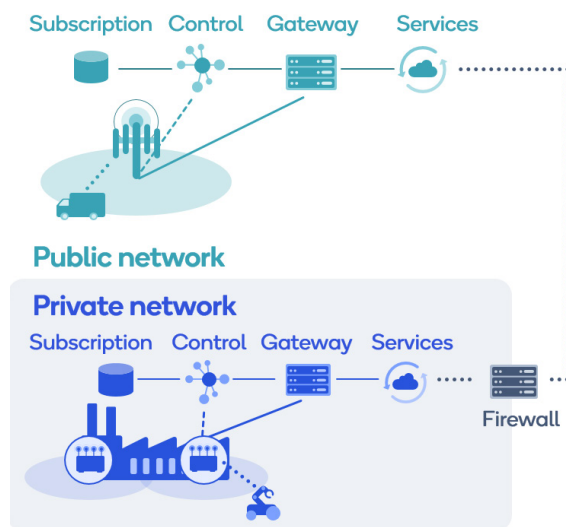 Subscription Control Gateway Services
Public network
Private network
Subscription Control Gateway Services
Firewall